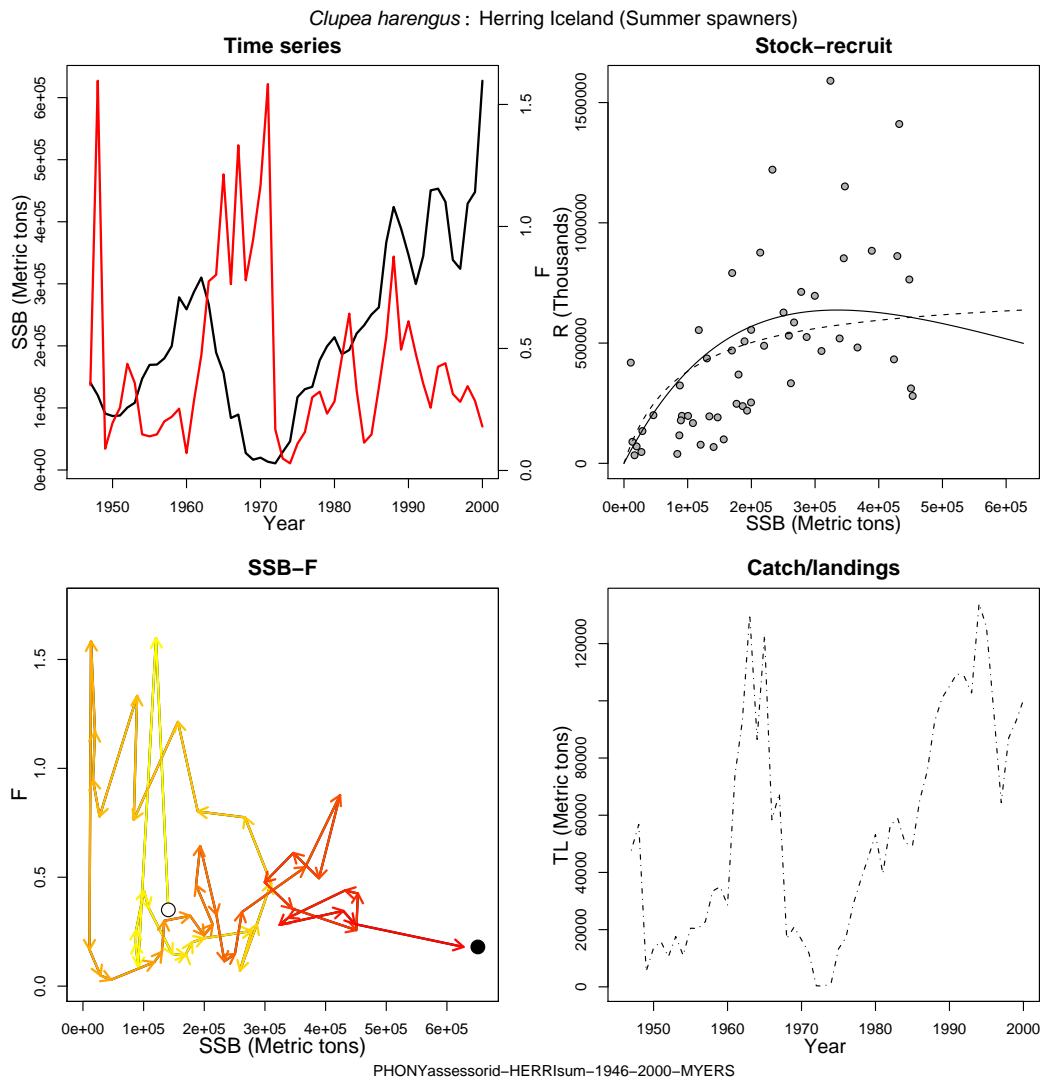 Clupea harengus : Herring Iceland (Summer spawners)
Time series
SSB (Metric tons)
0e+00 1e+05 2e+05 3e+05 4e+05 5e+05 6e+05
F
0.0 0.5 1.0 1.5
1950 1960 1970 1980 1990 2000
Year
Stock−recruit
R (Thousands)
0 500000 1000000 1500000
0e+00 1e+05 2e+05 3e+05 4e+05 5e+05 6e+05
SSB (Metric tons)
SSB−F
F
0.0 0.5 1.0 1.5
0e+00 1e+05 2e+05 3e+05 4e+05 5e+05 6e+05
SSB (Metric tons)
Catch/landings
TL (Metric tons)
0 20000 40000 60000 80000 120000
1950 1960 1970 1980 1990 2000
Year
PHONYassessorid−HERRIsum−1946−2000−MYERS